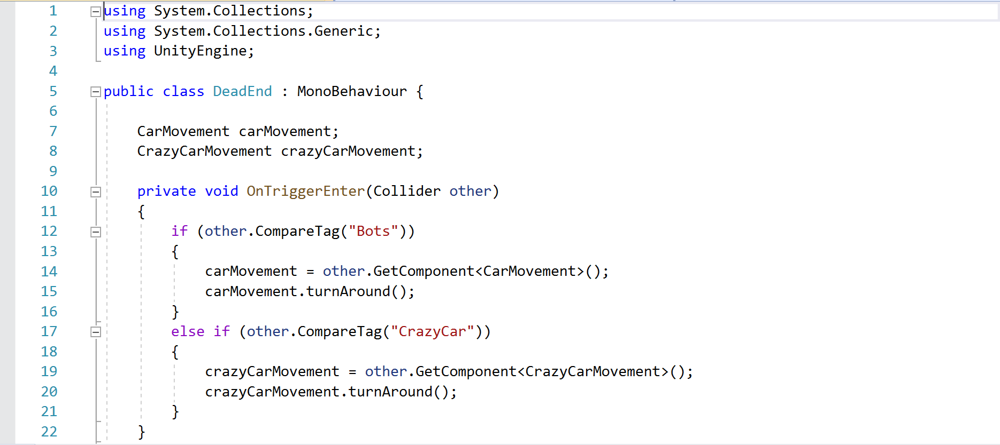 1 using System.Collections;
2 using System.Collections.Generic;
3 using UnityEngine;
4
5 public class DeadEnd : MonoBehaviour {
6
7 CarMovement carMovement;
8 CrazyCarMovement crazyCarMovement;
9
10 private void OnTriggerEnter(Collider other)
11 {
12 if (other.CompareTag("Bots"))
13 {
14 carMovement = other.GetComponent<CarMovement>();
15 carMovement.turnAround();
16 }
17 else if (other.CompareTag("CrazyCar"))
18 {
19 crazyCarMovement = other.GetComponent<CrazyCarMovement>();
20 crazyCarMovement.turnAround();
21 }
22 }